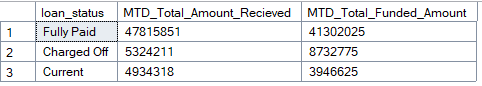 loan_status MTD_Total_Amount_Recieved MTD_Total_Funded_Amount
1 Fully Paid 47815851 41302025
2 Charged Off 5324211 8732775
3 Current 4934318 3946625